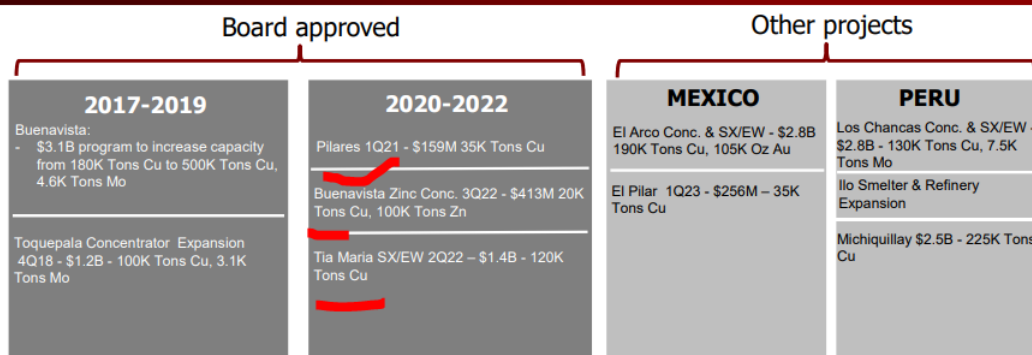 Board approved
Other projects
2017-2019
Buenavista:
- $3.1B program to increase capacity
from 180K Tons Cu to 500K Tons Cu,
4.6K Tons Mo
Toquepala Concentrator Expansion
4Q18 - $1.2B - 100K Tons Cu, 3.1K
Tons Mo
2020-2022
Pilares 1Q21 - $159M 35K Tons Cu
Buenavista Zinc Conc. 3Q22 - $413M 20K
Tons Cu, 100K Tons Zn
Tia Maria SX/EW 2Q22 – $1.4B - 120K
Tons Cu
MEXICO
El Arco Conc. & SX/EW - $2.8B
190K Tons Cu, 105K Oz Au
El Pilar 1Q23 - $256M – 35K
Tons Cu
PERU
Los Chancas Conc. & SX/EW -
$2.8B - 130K Tons Cu, 7.5K
Tons Mo
Ilo Smelter & Refinery
Expansion
Michiquillay $2.5B - 225K Tons
Cu